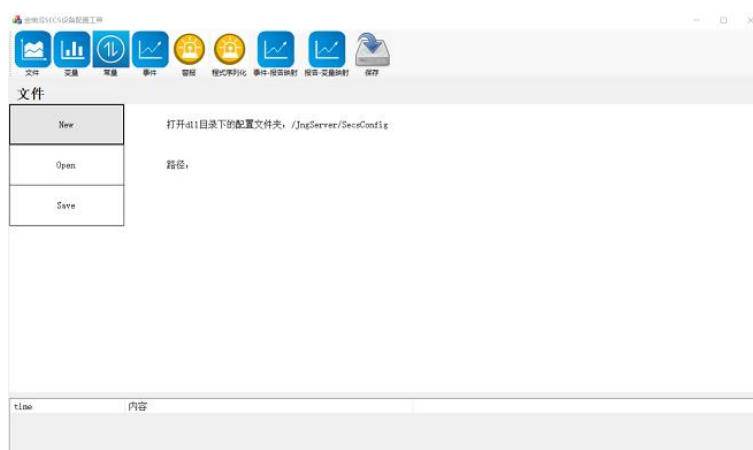 文件 变量 常量 事件 警报 程式序列化 事件-报告映射 报告-变量映射 保存
文件
New
打开dll目录下的配置文件夹，/JngServer/SecsConfig
Open
路径，
Save
time 内容